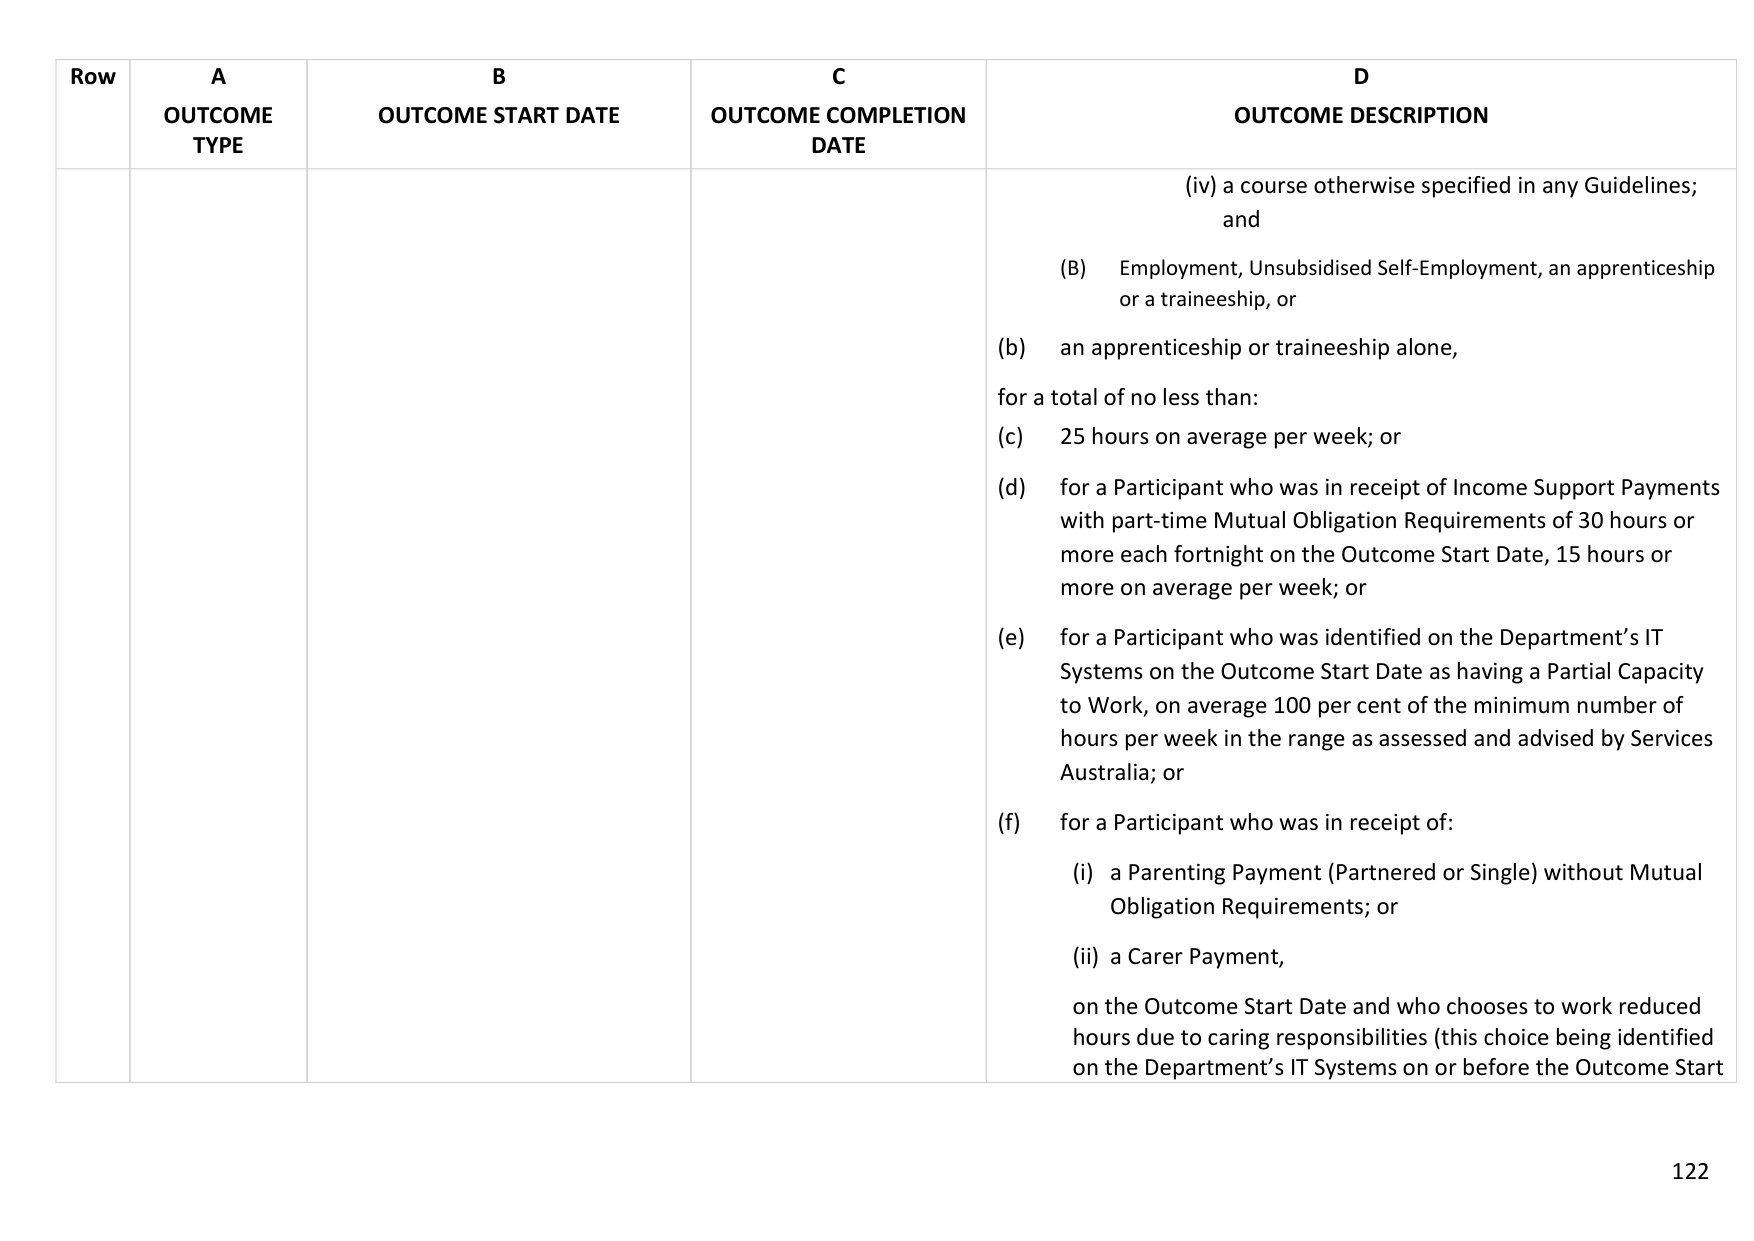 Row
A
OUTCOME
TYPE
B
OUTCOME START DATE
C
OUTCOME COMPLETION
DATE
D
OUTCOME DESCRIPTION
(iv) a course otherwise specified in any Guidelines;
and
(B) Employment, Unsubsidised Self-Employment, an apprenticeship
or a traineeship, or
(b) an apprenticeship or traineeship alone,
for a total of no less than:
(c) 25 hours on average per week; or
(d) for a Participant who was in receipt of Income Support Payments
with part-time Mutual Obligation Requirements of 30 hours or
more each fortnight on the Outcome Start Date, 15 hours or
more on average per week; or
(e) for a Participant who was identified on the Department’s IT
Systems on the Outcome Start Date as having a Partial Capacity
to Work, on average 100 per cent of the minimum number of
hours per week in the range as assessed and advised by Services
Australia; or
(f) for a Participant who was in receipt of:
(i) a Parenting Payment (Partnered or Single) without Mutual
Obligation Requirements; or
(ii) a Carer Payment,
on the Outcome Start Date and who chooses to work reduced
hours due to caring responsibilities (this choice being identified
on the Department’s IT Systems on or before the Outcome Start
122